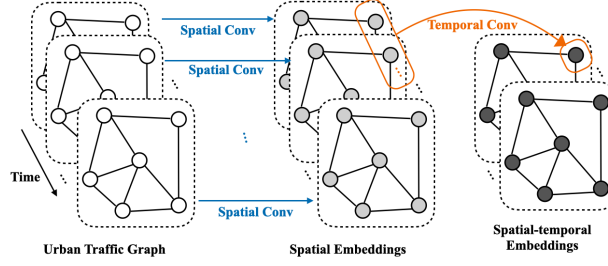 Spatial Conv
Temporal Conv
Spatial Conv
Time
Spatial Conv
Urban Traffic Graph
Spatial Embeddings
Spatial-temporal
Embeddings